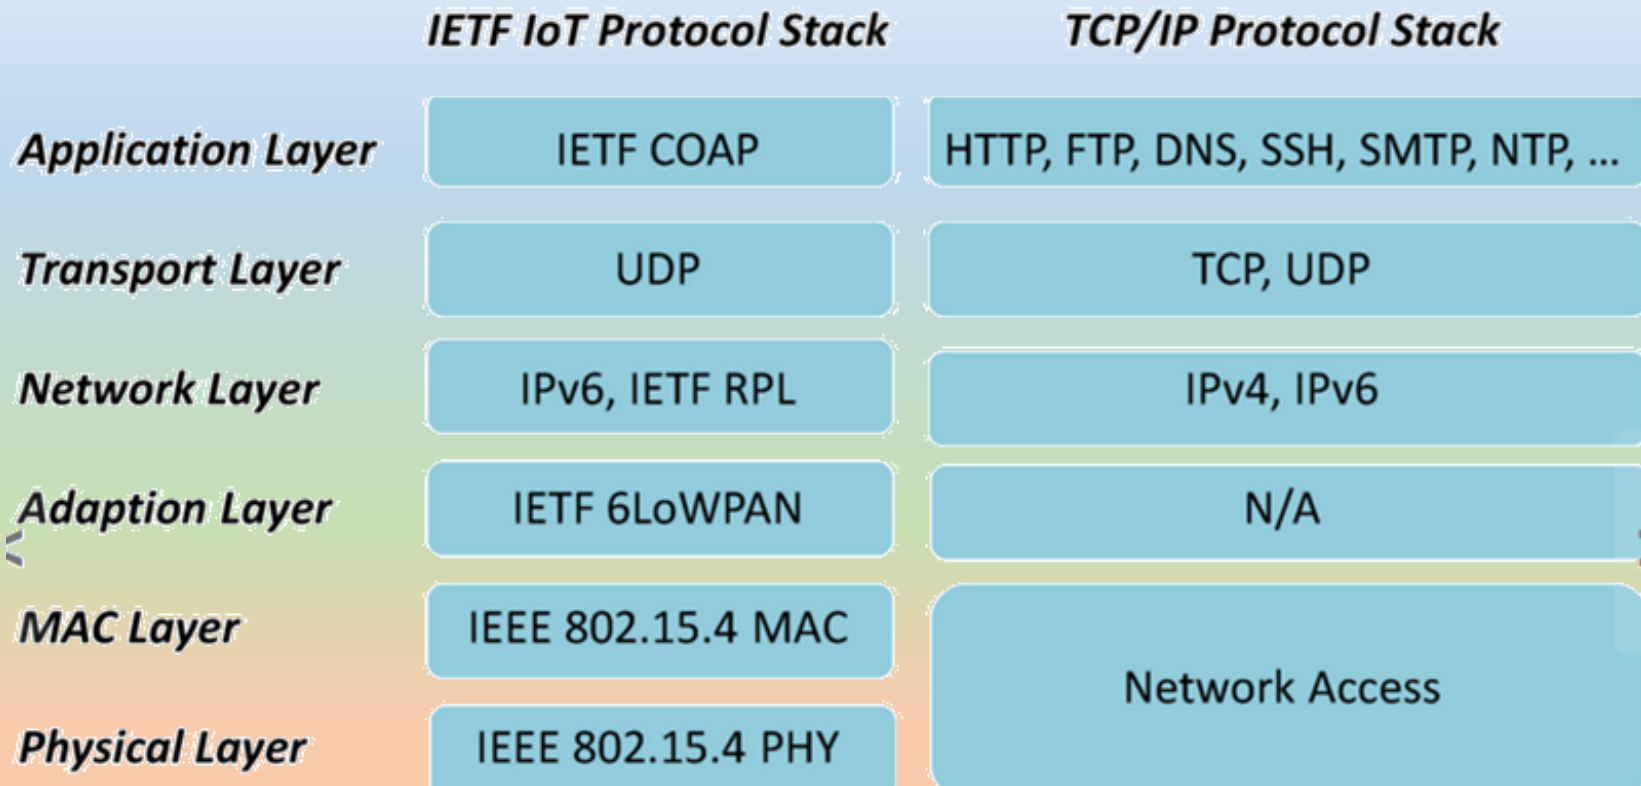 IETF IoT Protocol Stack
TCP/IP Protocol Stack
Application Layer
IETF COAP
HTTP, FTP, DNS, SSH, SMTP, NTP, ...
Transport Layer
UDP
TCP, UDP
Network Layer
IPv6, IETF RPL
IPv4, IPv6
Adaption Layer
IETF 6LoWPAN
N/A
MAC Layer
IEEE 802.15.4 MAC
Network Access
Physical Layer
IEEE 802.15.4 PHY